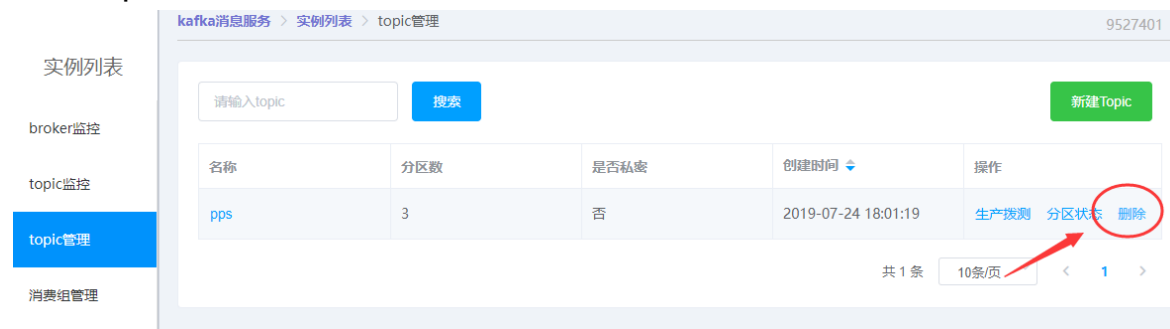 kafka消息服务 > 实例列表 > topic管理
9527401
实例列表
broker监控
topic监控
topic管理
消费组管理
请输入topic
搜索
新建Topic
名称 分区数 是否私密 创建时间 操作
pps 3 否 2019-07-24 18:01:19 生产拨测 分区状态 删除
共 1 条 10条/页 < 1 >